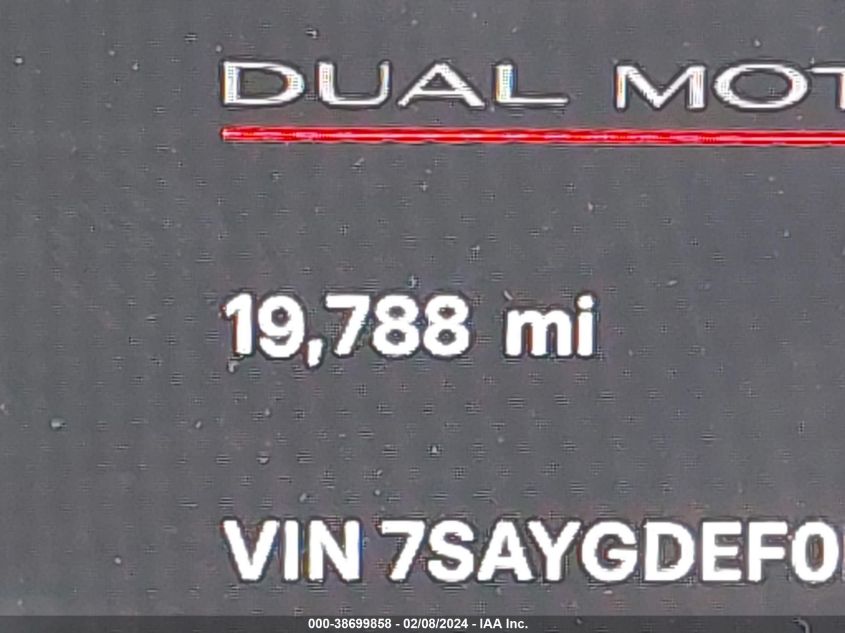 DUAL MOT
19,788 mi
VIN 7SAYGDEF0
000-38699858 - 02/08/2024 - IAA Inc.